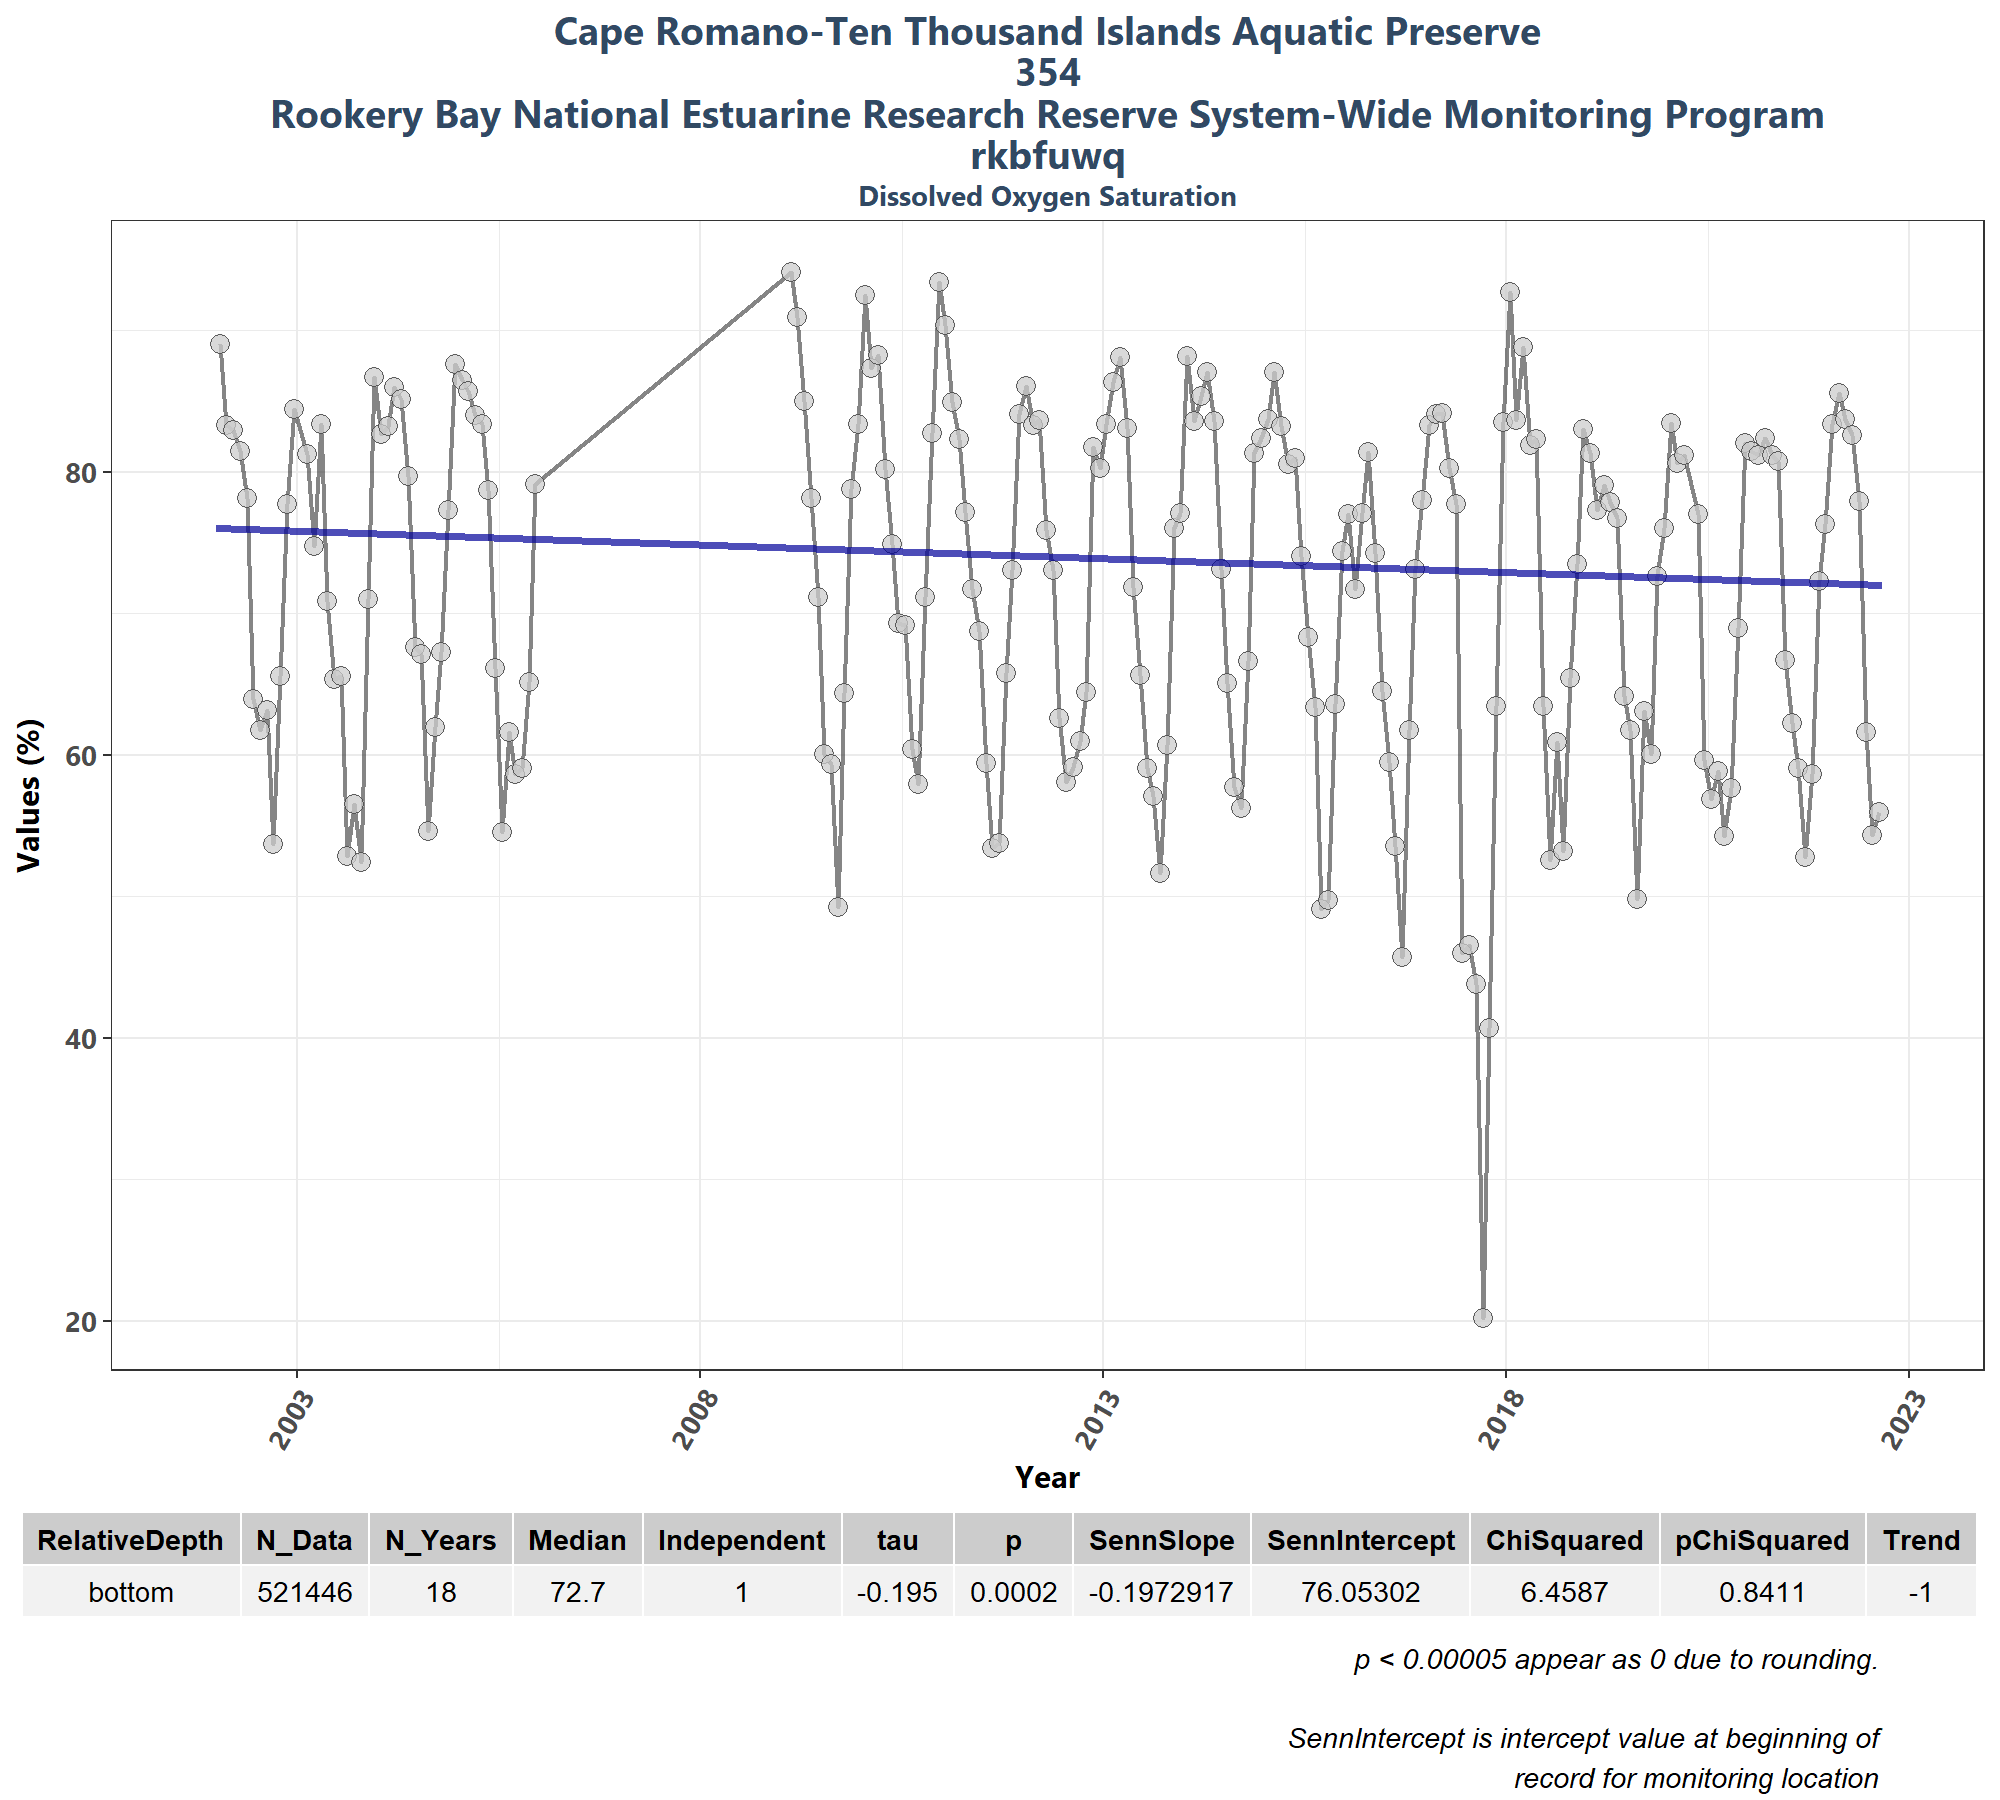 Cape Romano-Ten Thousand Islands Aquatic Preserve
354
Rookery Bay National Estuarine Research Reserve System-Wide Monitoring Program
rkbfuwq
Dissolved Oxygen Saturation
Values (%)
80
60
40
20
2003
2008
2013
2018
2023
Year
RelativeDepth N_Data N_Years Median Independent tau p SennSlope SennIntercept ChiSquared pChiSquared Trend
bottom 521446 18 72.7 1 -0.195 0.0002 -0.1972917 76.05302 6.4587 0.8411 -1
p < 0.00005 appear as 0 due to rounding.
SennIntercept is intercept value at beginning of
record for monitoring location